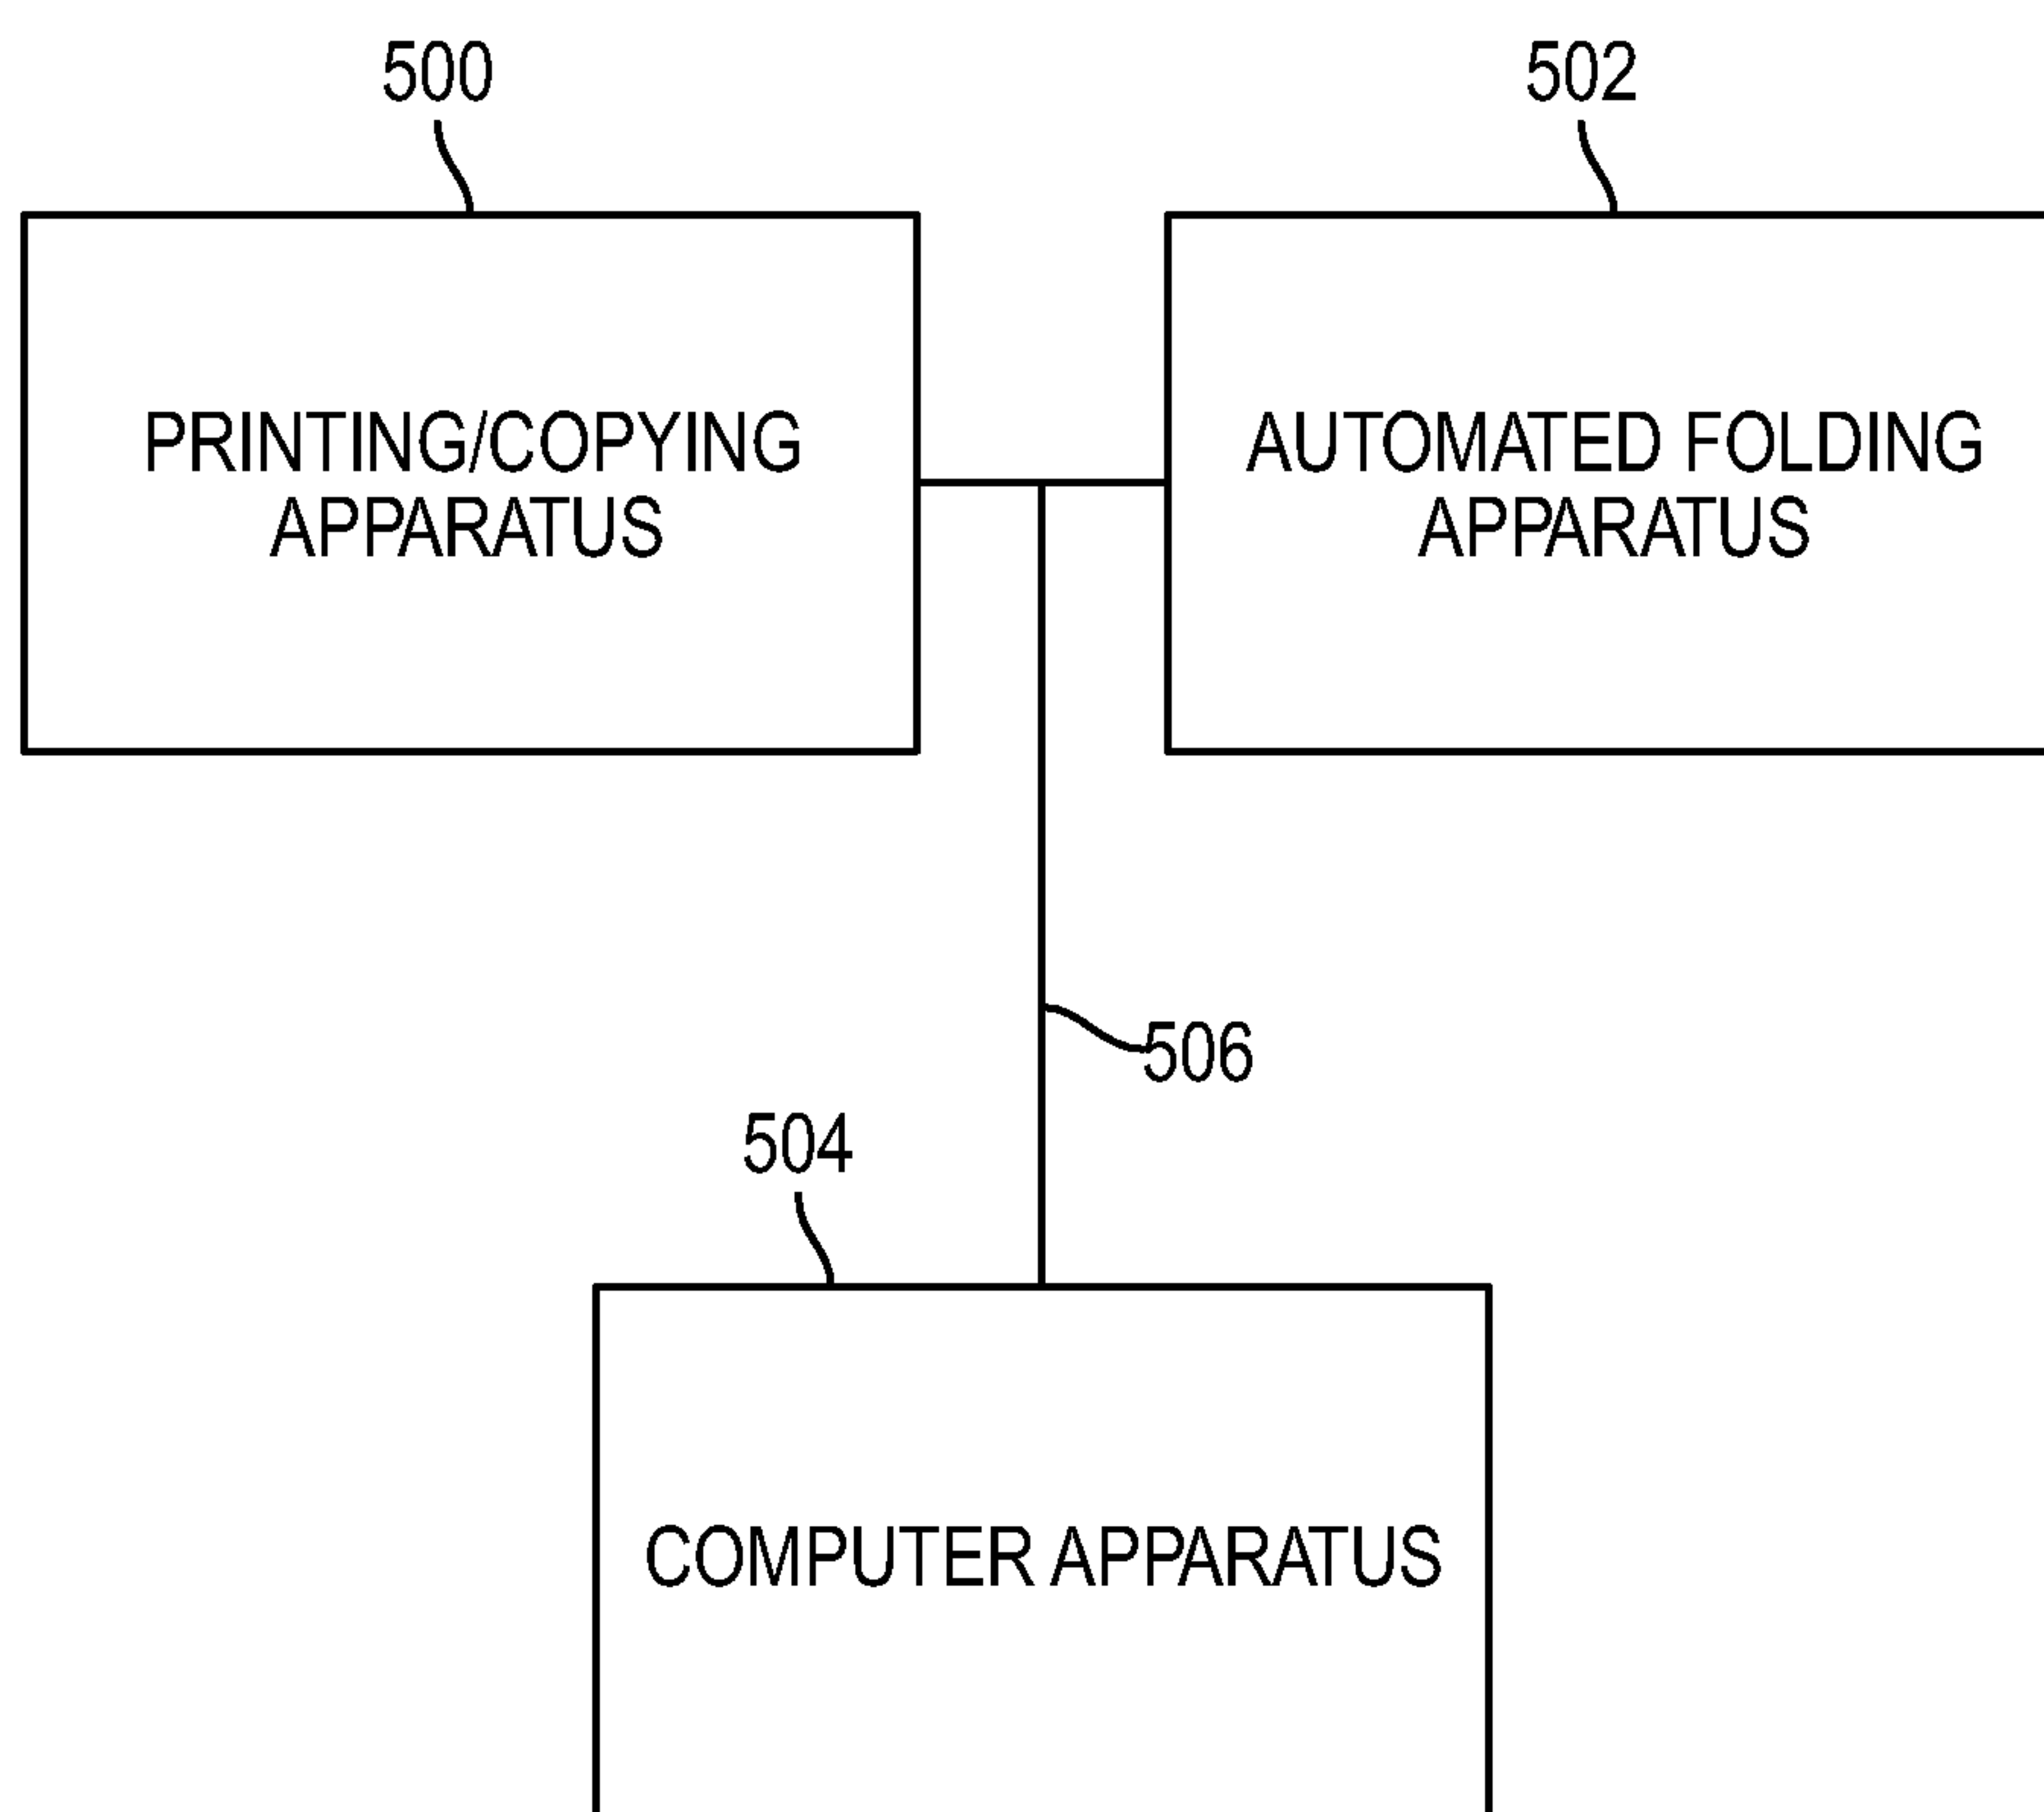 500
502
PRINTING/COPYING
APPARATUS
AUTOMATED FOLDING
APPARATUS
506
504
COMPUTER APPARATUS